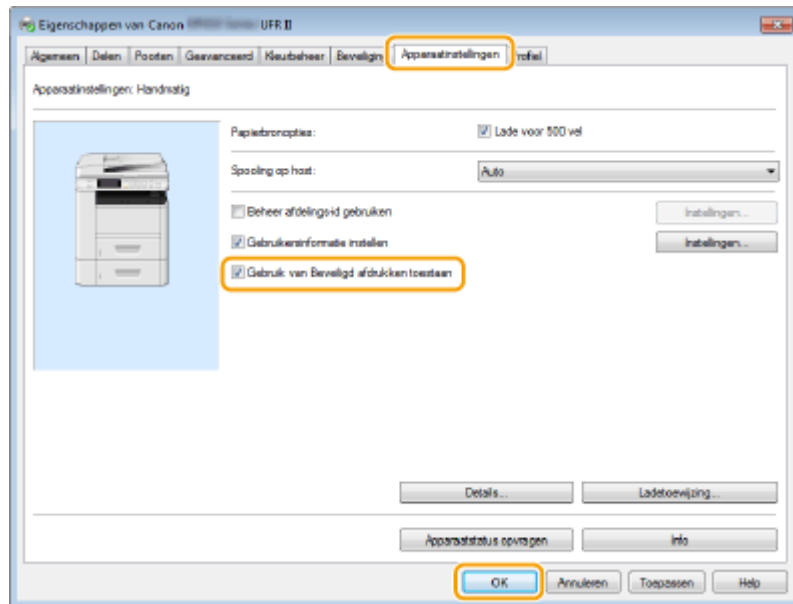 Eigenschappen van Canon UFR II
Algemeen Delen Poorten Geavanceerd Kleurbeheer Beveiliging Apparaatinstellingen Profiel
Apparaatinstellingen: Handmatig
Papierbronopties: Lade voor 500 vel
Spooling op host: Auto
Beheer afdelings-id gebruiken Instellingen...
Gebruikersinformatie instellen Instellingen...
Gebruik van Beveiligd afdrukken toestaan
Details... Ladetoewijzing...
Apparaatstatus opvragen Info
OK Annuleren Toepassen Help